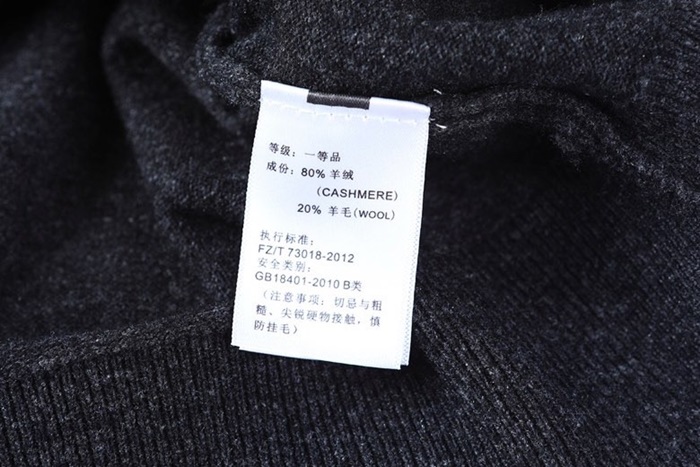 等级：一等品
成份：80% 羊绒
（CASHMERE）
20% 羊毛(WOOL)
执行标准：
FZ/T 73018-2012
安全类别：
GB18401-2010 B类
（注意事项：切忌与粗
糙、尖锐硬物接触，慎
防挂毛）